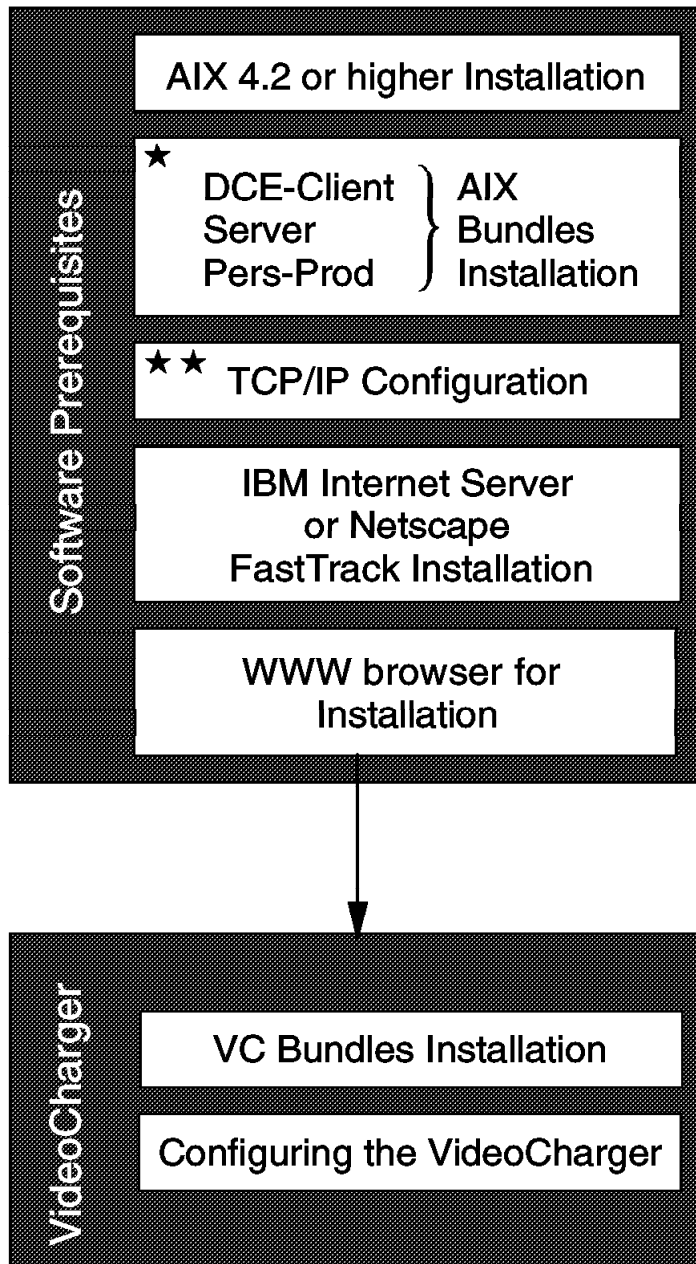 Software Prerequisites
AIX 4.2 or higher Installation
★
DCE-Client
Server
Pers-Prod
}
AIX
Bundles
Installation
★★ TCP/IP Configuration
IBM Internet Server
or Netscape
FastTrack Installation
WWW browser for
Installation
VideoCharger
VC Bundles Installation
Configuring the VideoCharger